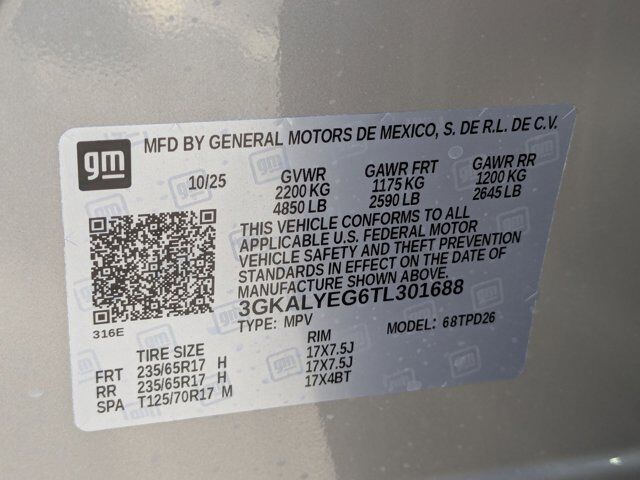 gm
MFD BY GENERAL MOTORS DE MEXICO, S. DE R.L. DE C.V.
10/25 GVWR GAWR FRT GAWR RR
2200 KG 1175 KG 1200 KG
4850 LB 2590 LB 2645 LB
THIS VEHICLE CONFORMS TO ALL
APPLICABLE U.S. FEDERAL MOTOR
VEHICLE SAFETY AND THEFT PREVENTION
STANDARDS IN EFFECT ON THE DATE OF
MANUFACTURE SHOWN ABOVE.
3GKALYEG6TL301688
316E
TYPE: MPV MODEL: 68TPD26
TIRE SIZE RIM
FRT 235/65R17 H 17X7.5J
RR 235/65R17 H 17X7.5J
SPA T125/70R17 M 17X4BT